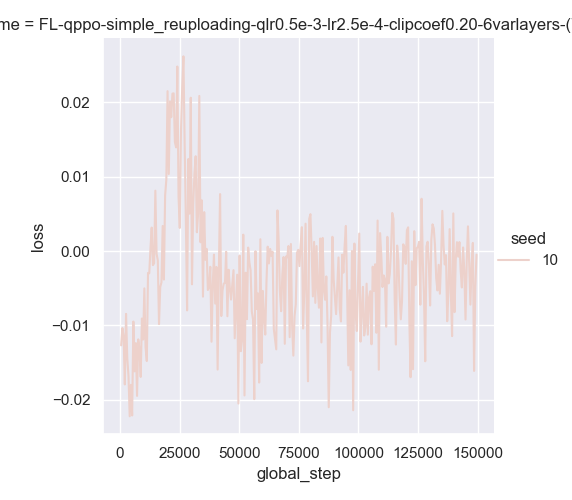 me = FL-qppo-simple_reuploading-qlr0.5e-3-lr2.5e-4-clipcoef0.20-6varlayers-(
0.02
0.01
0.00
−0.01
−0.02
loss
0 25000 50000 75000 100000 125000 150000
global_step
seed
10